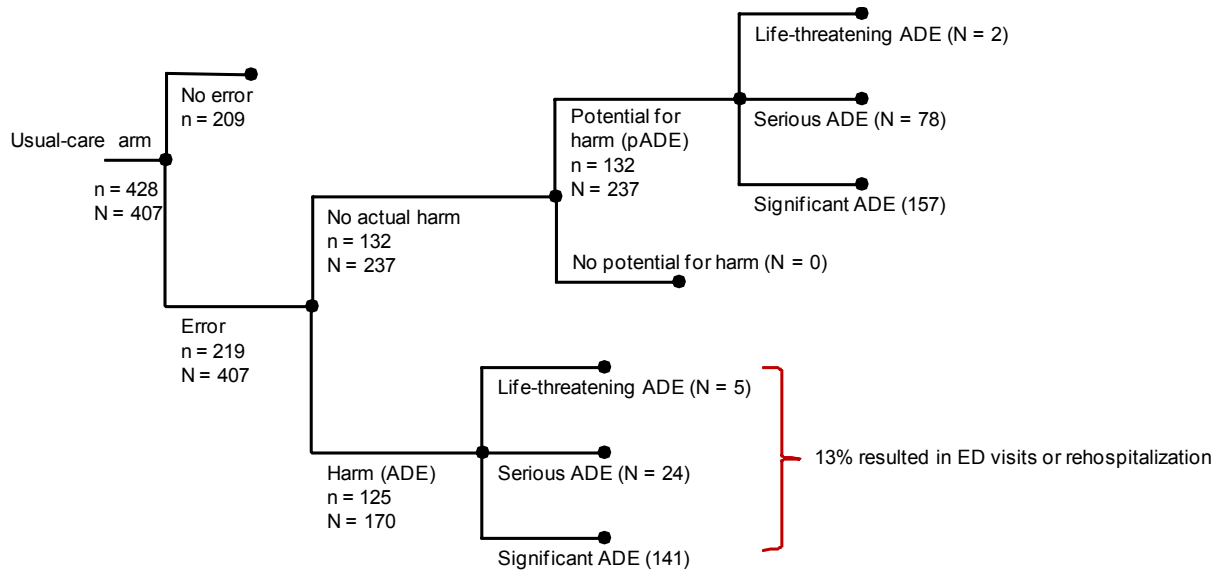 Life-threatening ADE (N = 2)
No error
n = 209
Potential for
harm (pADE)
n = 132
N = 237
Serious ADE (N = 78)
Usual-care arm
n = 428
N = 407
Significant ADE (157)
No actual harm
n = 132
N = 237
No potential for harm (N = 0)
Error
n = 219
N = 407
Life-threatening ADE (N = 5)
Harm (ADE)
n = 125
N = 170
Serious ADE (N = 24)
13% resulted in ED visits or rehospitalization
Significant ADE (141)